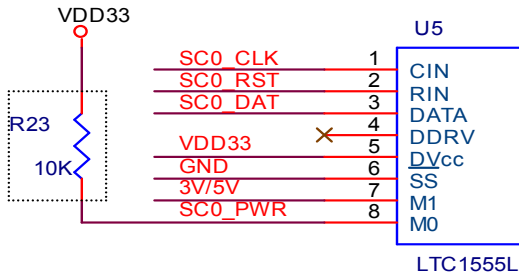 VDD33
U5
SC0_CLK 1 CIN
SC0_RST 2 RIN
SC0_DAT 3 DATA
4 DDRV
R23
VDD33 5 DVcc
10K
GND 6 SS
3V/5V 7 M1
SC0_PWR 8 M0
LTC1555L